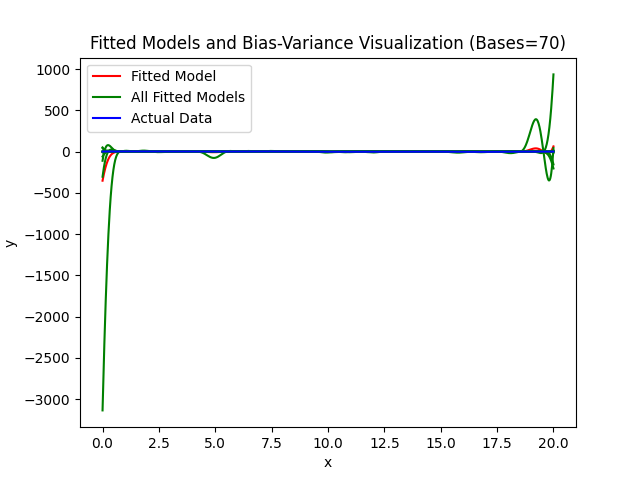 Fitted Models and Bias-Variance Visualization (Bases=70)
Fitted Model
All Fitted Models
Actual Data
1000
500
0
−500
−1000
−1500
−2000
−2500
−3000
y
0.0 2.5 5.0 7.5 10.0 12.5 15.0 17.5 20.0
x